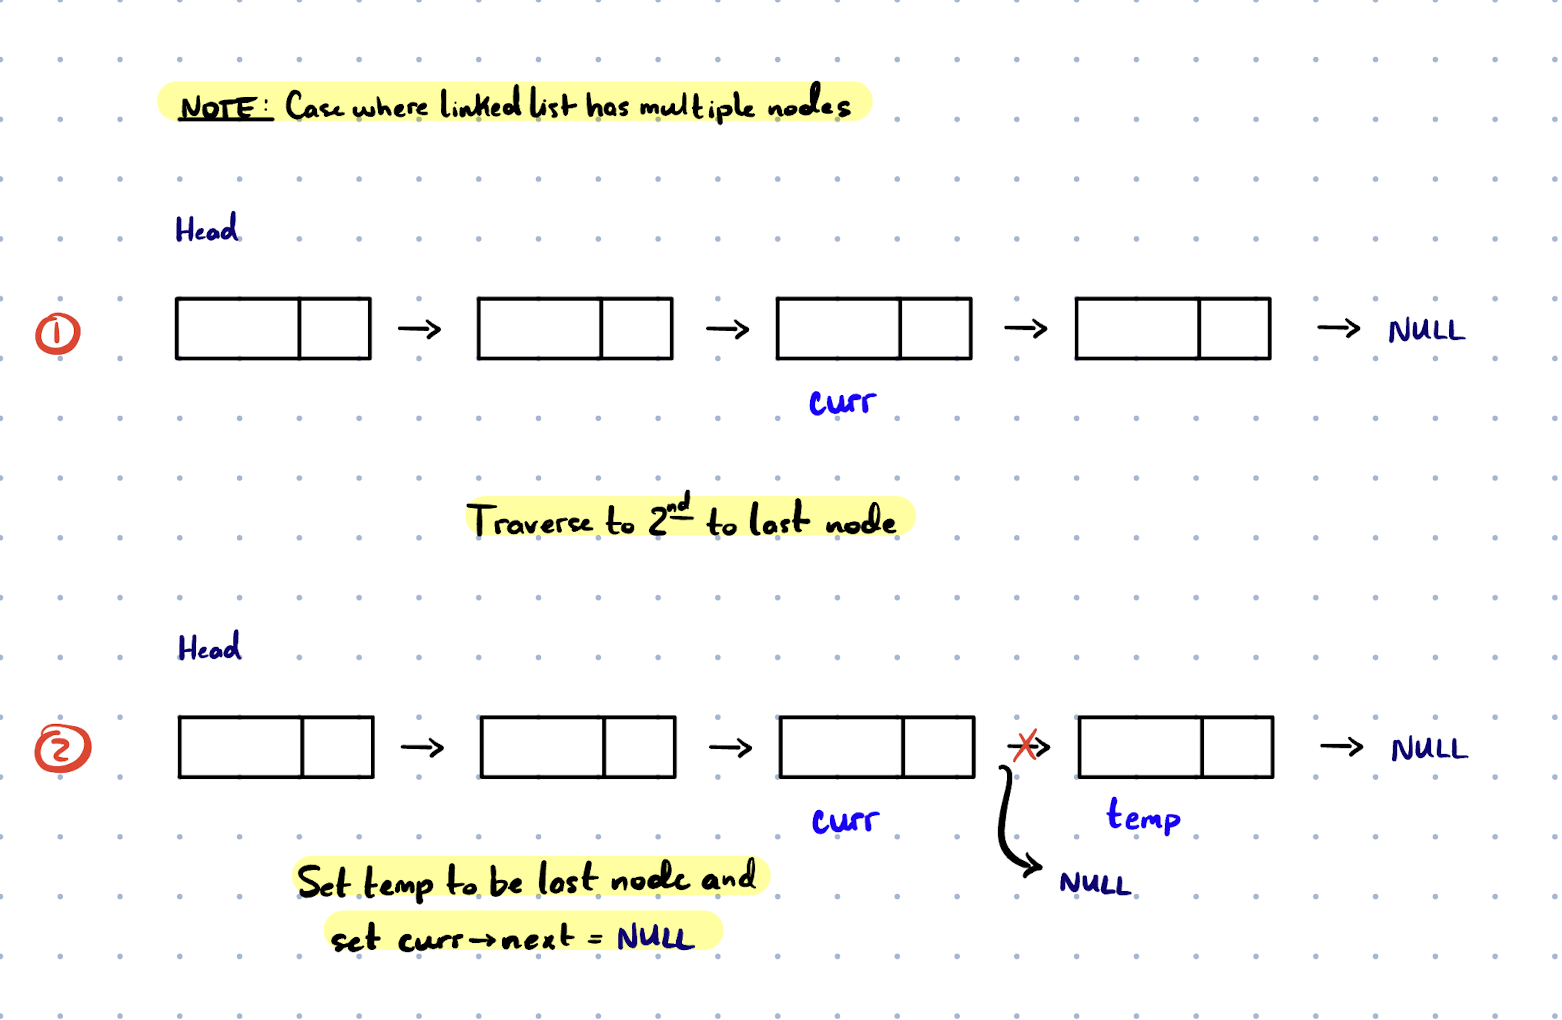 NOTE: Case where linked list has multiple nodes
Head
1
NULL
curr
Traverse to 2nd to last node
Head
2
NULL
curr
temp
NULL
Set temp to be last node and
set curr→next = NULL